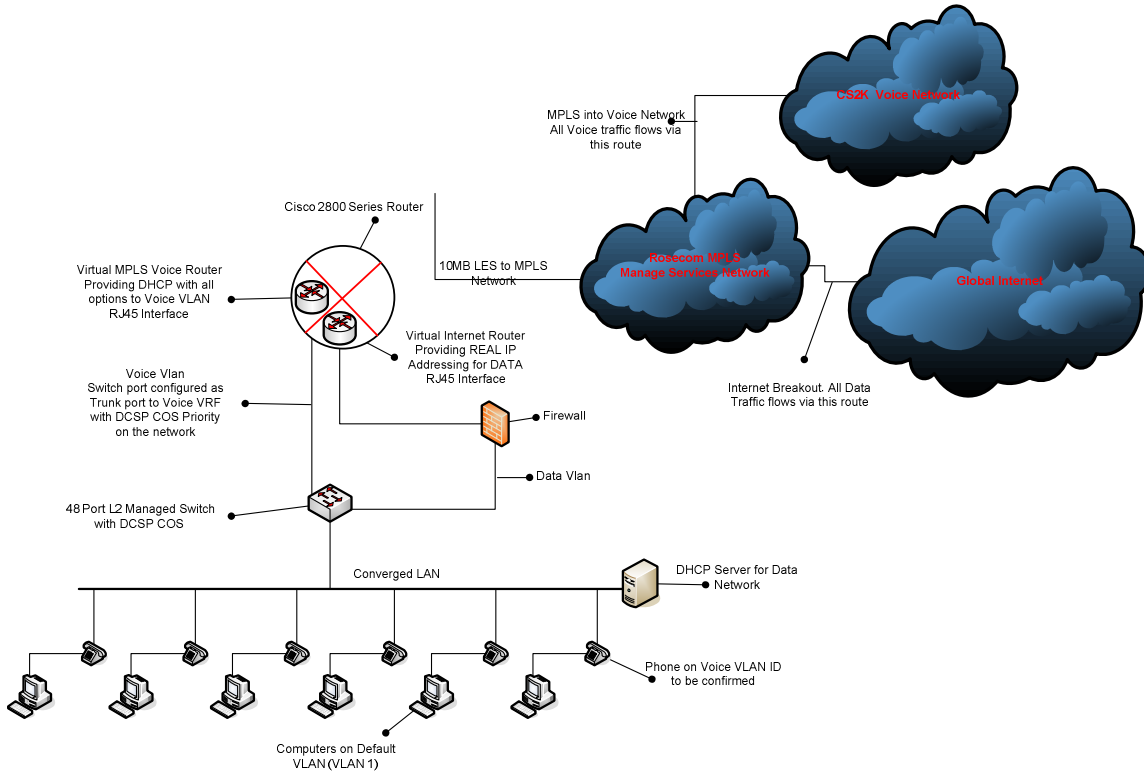 CS2K Voice Network
MPLS into Voice Network
All Voice traffic flows via
this route
Cisco 2800 Series Router
Virtual MPLS Voice Router
Providing DHCP with all
options to Voice VLAN
RJ45 Interface
10MB LES to MPLS
Network
Rosecom MPLS
Manage Services Network
Global Internet
Virtual Internet Router
Providing REAL IP
Addressing for DATA
RJ45 Interface
Voice Vlan
Switch port configured as
Trunk port to Voice VRF
with DCSP COS Priority
on the network
Internet Breakout. All Data
Traffic flows via this route
Firewall
Data Vlan
48 Port L2 Managed Switch
with DCSP COS
Converged LAN
DHCP Server for Data
Network
Phone on Voice VLAN ID
to be confirmed
Computers on Default
VLAN (VLAN 1)